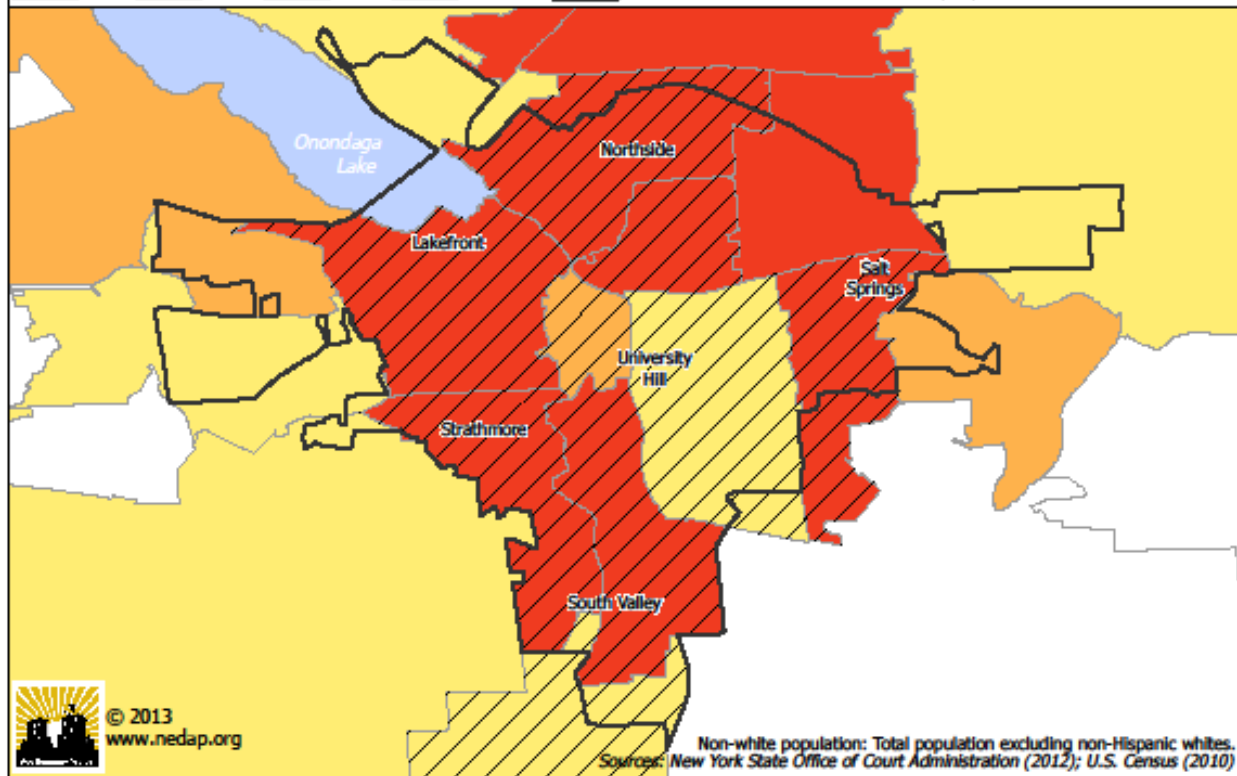 Onondaga
Lake
Northside
Lakefront
Salt
Springs
University
Hill
Strathmore
South Valley
© 2013
www.nedap.org
Non-white population: Total population excluding non-Hispanic whites.
Sources: New York State Office of Court Administration (2012); U.S. Census (2010)